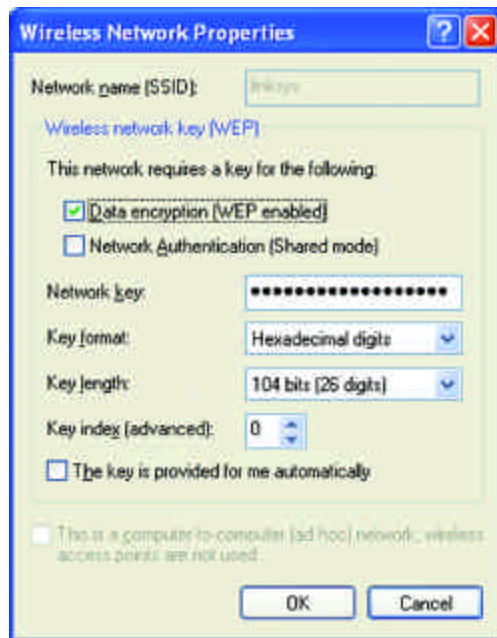 Wireless Network Properties
Network name (SSID): linksys
Wireless network key (WEP)
This network requires a key for the following:
Data encryption (WEP enabled)
Network Authentication (Shared mode)
Network key: ••••••••••••••••••
Key format: Hexadecimal digits
Key length: 104 bits (26 digits)
Key index (advanced): 0
The key is provided for me automatically
This is a computer-to-computer (ad hoc) network; wireless
access points are not used
OK Cancel